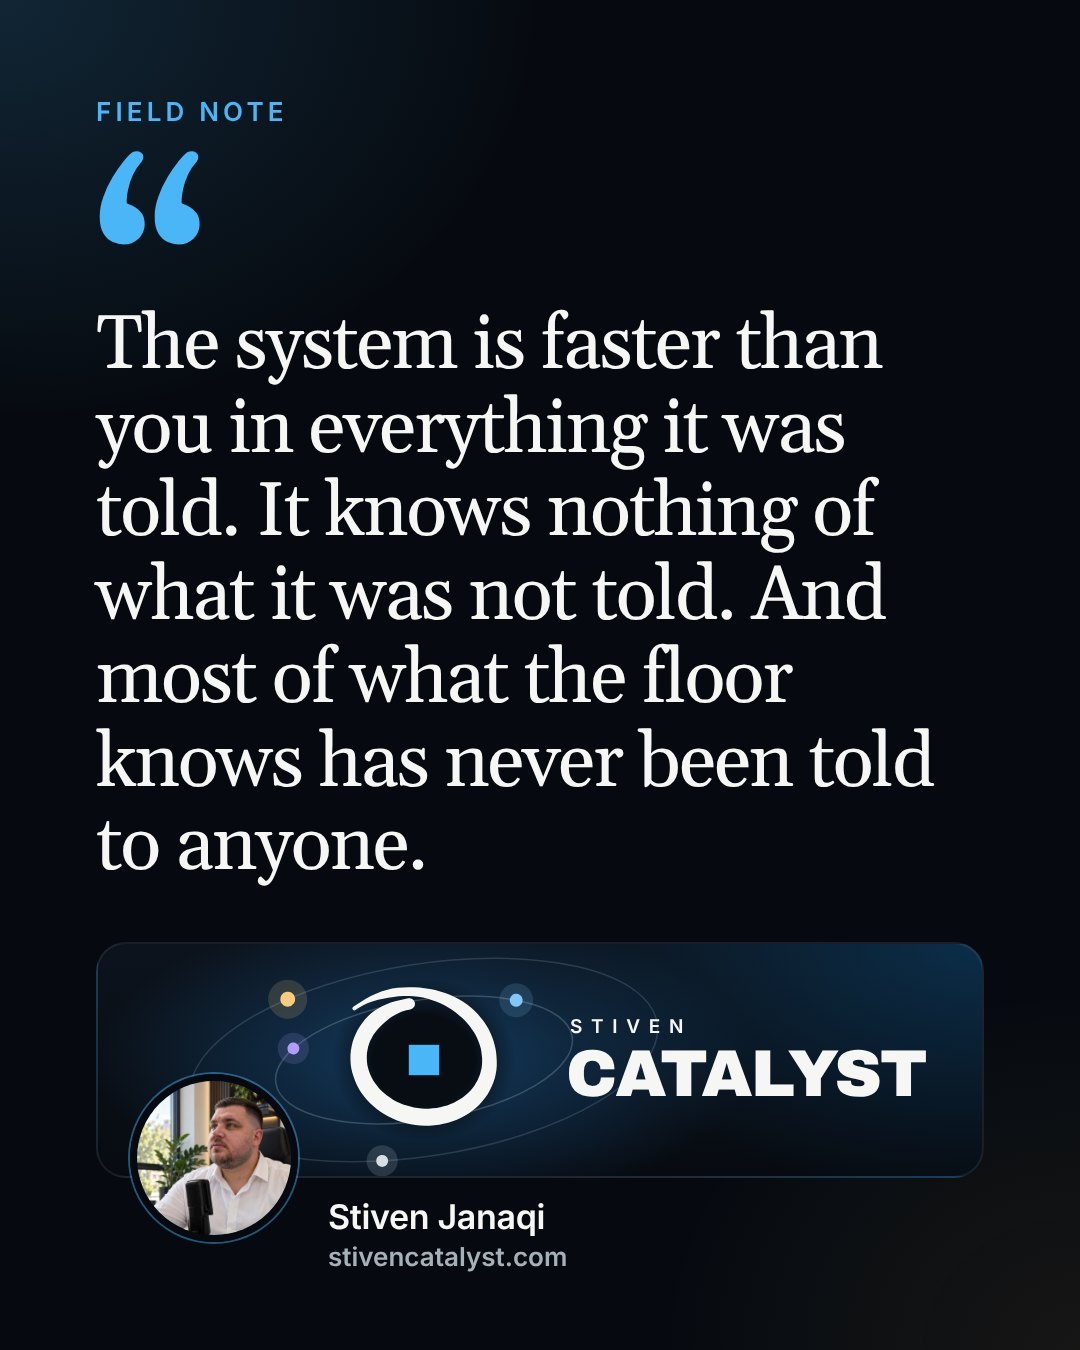 FIELD NOTE
“
The system is faster than
you in everything it was
told. It knows nothing of
what it was not told. And
most of what the floor
knows has never been told
to anyone.
STIVEN
CATALYST
Stiven Janaqi
stivencatalyst.com